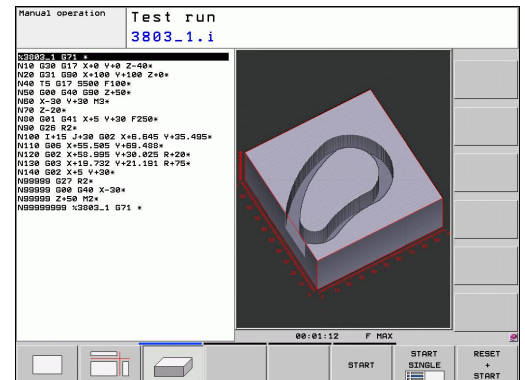 Manual operation
Test run
3803_1.i
%3803_1 G71 *
N10 G30 G17 X+0 Y+0 Z-40*
N20 G31 G90 X+100 Y+100 Z+0*
N40 T5 G17 S500 F100*
N50 G00 G40 G90 Z+50*
N60 X-30 Y+30 M3*
N70 Z-20*
N80 G01 G41 X+5 Y+30 F250*
N90 G26 R2*
N100 I+15 J+30 G02 X+6.645 Y+35.495*
N110 G06 X+55.505 Y+69.488*
N120 G02 X+58.995 Y+30.025 R+20*
N130 G03 X+19.732 Y+21.191 R+75*
N140 G02 X+5 Y+30*
N99999 G27 R2*
N99999 G00 G40 X-30*
N99999 Z+50 M2*
N99999999 %3803_1 G71 *
00:01:12 F MAX
START
START
SINGLE
RESET
+
START